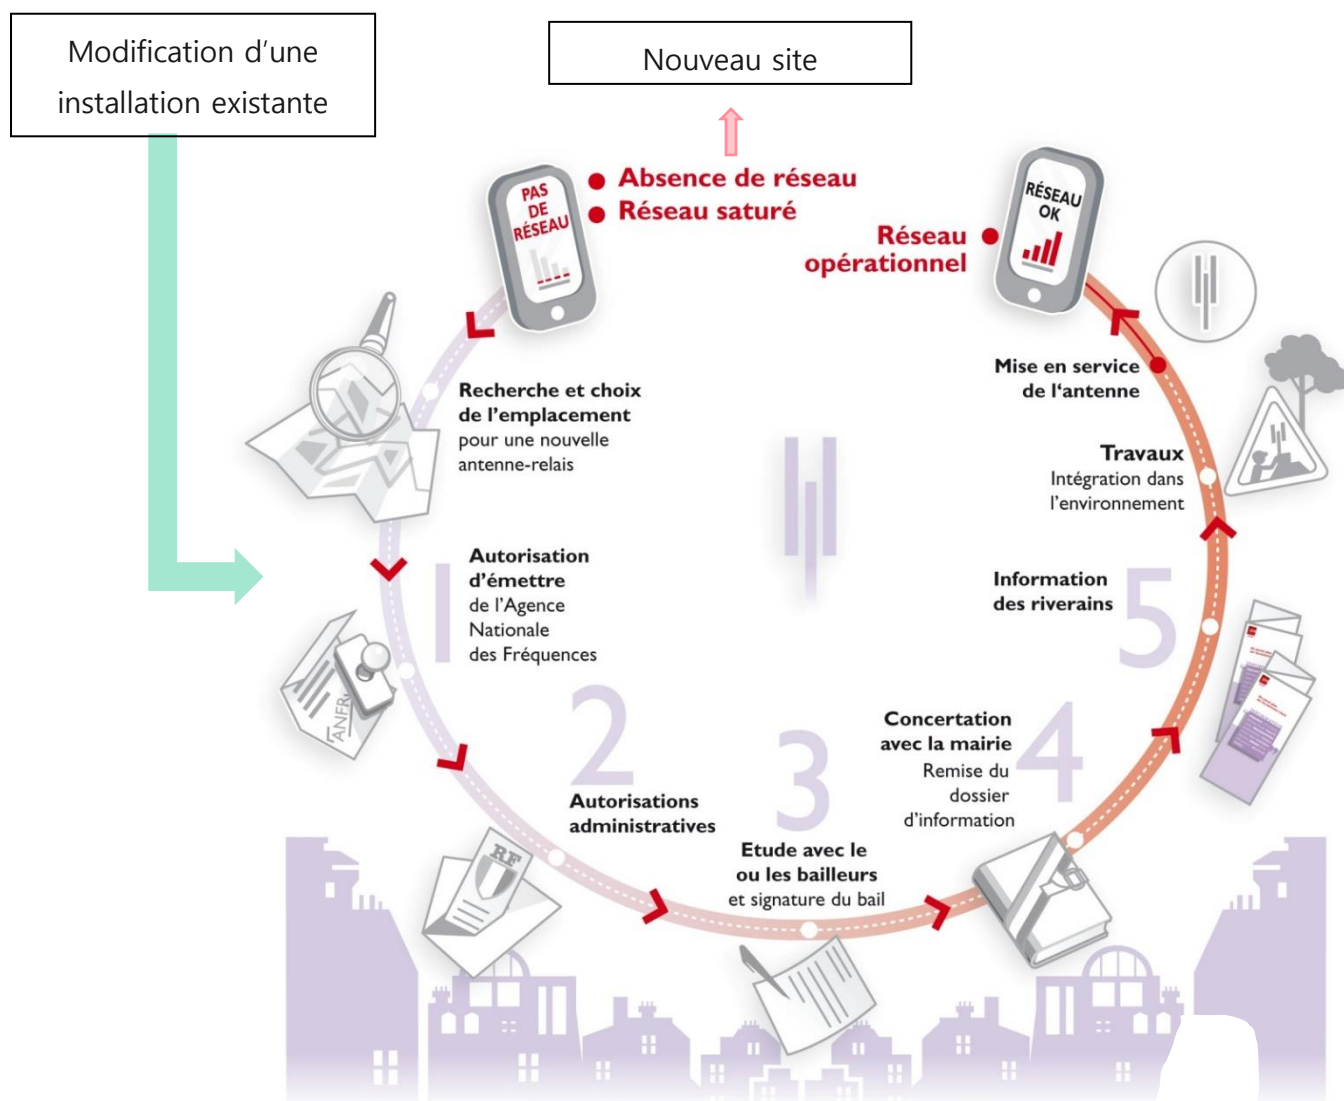 Modification d’une
installation existante
Nouveau site
PAS
DE
RÉSEAU
Absence de réseau
Réseau saturé
Réseau
opérationnel
RÉSEAU
OK
Recherche et choix
de l’emplacement
pour une nouvelle
antenne-relais
1
Autorisation
d’émettre
de l’Agence
Nationale
des Fréquences
ANFR
2
Autorisations
administratives
RF
3
Etude avec le
ou les bailleurs
et signature du bail
4
Concertation
avec la mairie
Remise du
dossier
d’information
5
Information
des riverains
Travaux
Intégration dans
l’environnement
Mise en service
de l‘antenne